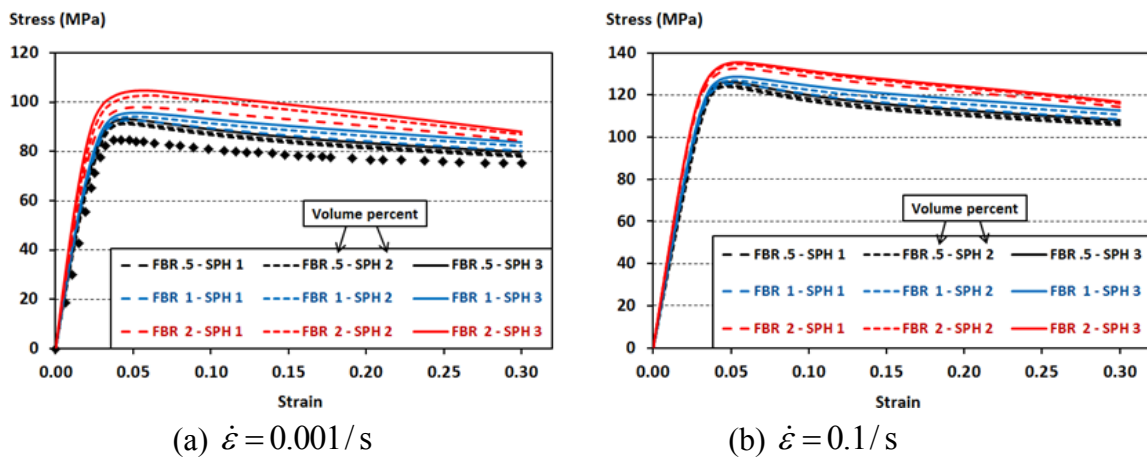 Stress (MPa)
120
100
80
60
40
20
0
0.00 0.05 0.10 0.15 0.20 0.25 0.30
Strain
Volume percent
FBR .5 - SPH 1 FBR .5 - SPH 2 FBR .5 - SPH 3
FBR 1 - SPH 1 FBR 1 - SPH 2 FBR 1 - SPH 3
FBR 2 - SPH 1 FBR 2 - SPH 2 FBR 2 - SPH 3
(a) ε̇ = 0.001/s
Stress (MPa)
140
120
100
80
60
40
20
0
0.00 0.05 0.10 0.15 0.20 0.25 0.30
Strain
Volume percent
FBR .5 - SPH 1 FBR .5 - SPH 2 FBR .5 - SPH 3
FBR 1 - SPH 1 FBR 1 - SPH 2 FBR 1 - SPH 3
FBR 2 - SPH 1 FBR 2 - SPH 2 FBR 2 - SPH 3
(b) ε̇ = 0.1/s